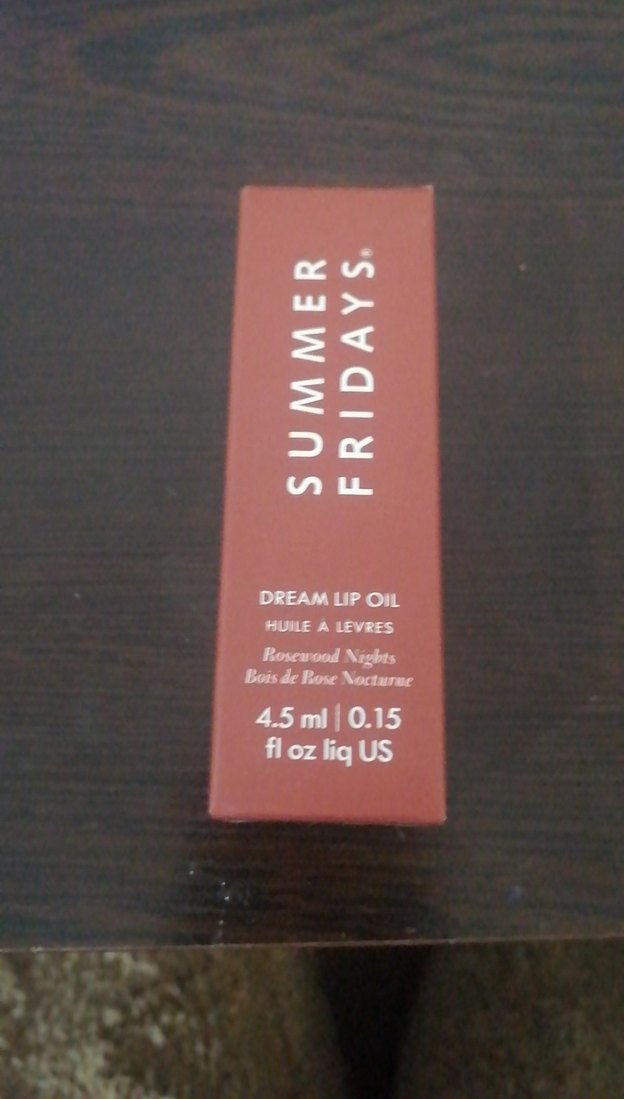 SUMMER
FRIDAYS®
DREAM LIP OIL
HUILE À LÈVRES
Rosewood Nights
Bois de Rose Nocturne
4.5 ml | 0.15
fl oz liq US